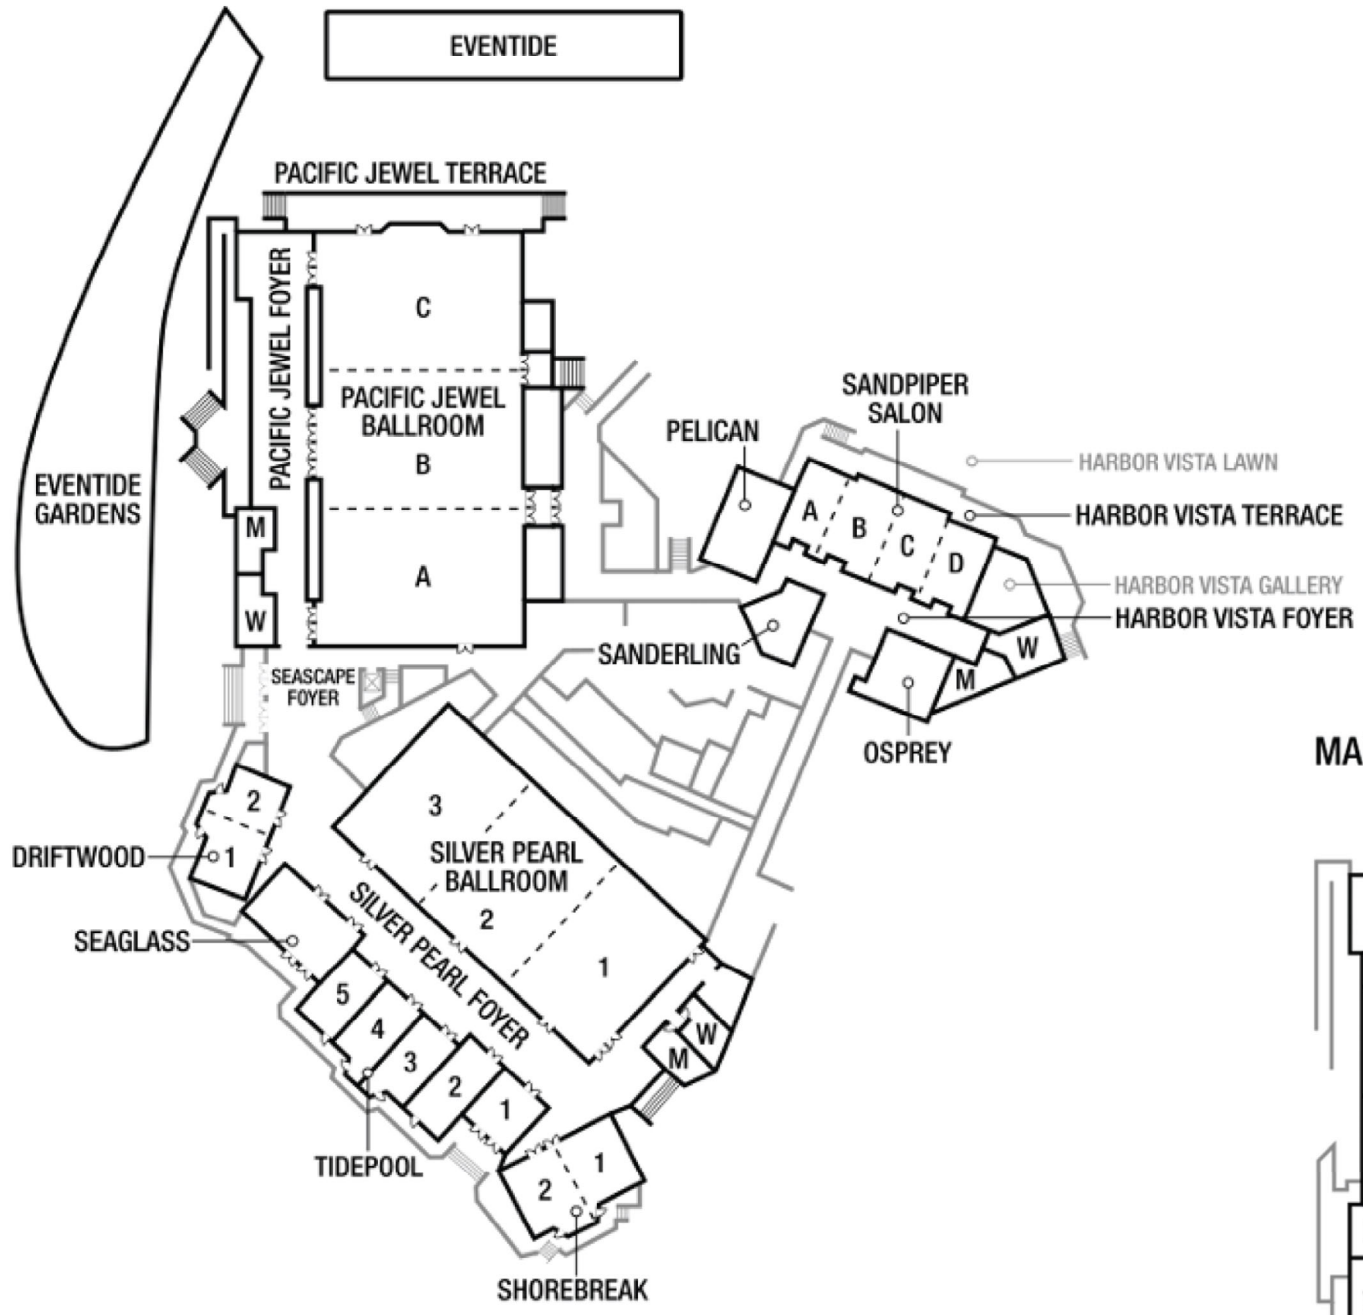 EVENTIDE
PACIFIC JEWEL TERRACE
PACIFIC JEWEL FOYER
C
PACIFIC JEWEL
BALLROOM
B
A
EVENTIDE
GARDENS
M
W
SEASCAPE
FOYER
SANDPIPER
SALON
PELICAN
A
B
C
D
HARBOR VISTA LAWN
HARBOR VISTA TERRACE
HARBOR VISTA GALLERY
HARBOR VISTA FOYER
SANDERLING
W
M
OSPREY
MA
2
1
DRIFTWOOD
3
SILVER PEARL
BALLROOM
2
1
SILVER PEARL FOYER
SEAGLASS
5
4
3
2
1
TIDEPOOL
W
M
1
2
SHOREBREAK